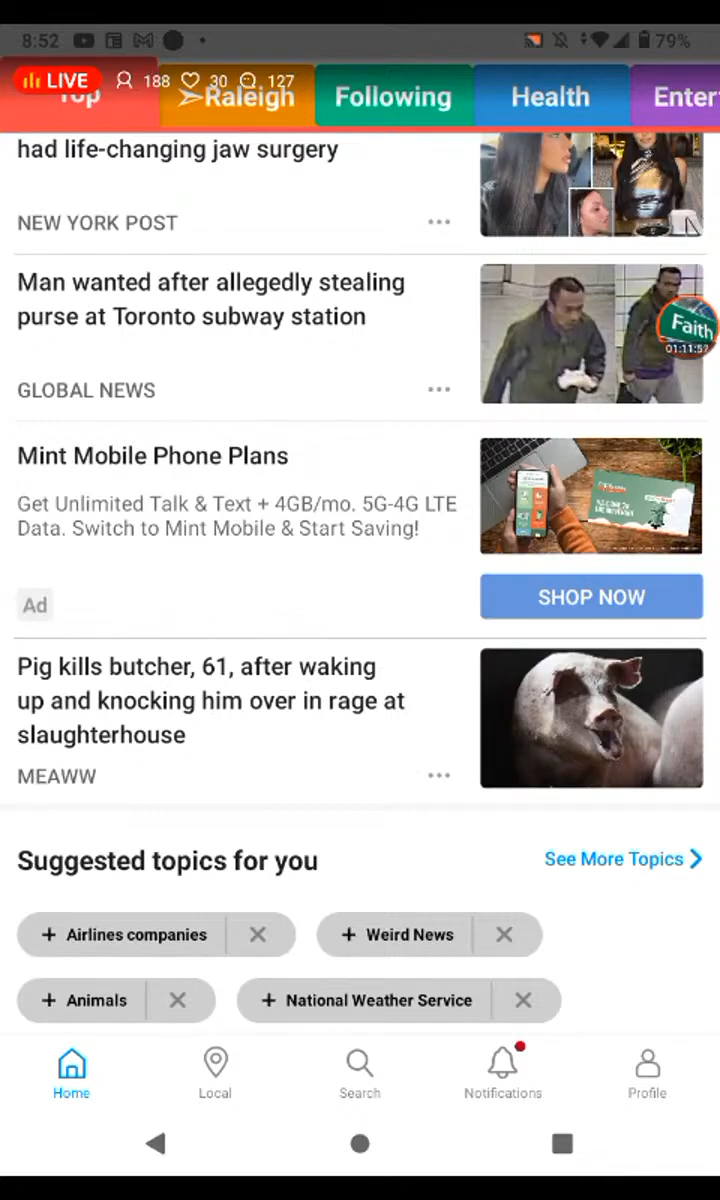 8:52
79%
LIVE 188 30 127
Top
Raleigh
Following
Health
Enter
had life-changing jaw surgery
NEW YORK POST
Man wanted after allegedly stealing
purse at Toronto subway station
Faith
01:11:52
GLOBAL NEWS
Mint Mobile Phone Plans
Get Unlimited Talk & Text + 4GB/mo. 5G-4G LTE
Data. Switch to Mint Mobile & Start Saving!
Ad
SHOP NOW
Pig kills butcher, 61, after waking
up and knocking him over in rage at
slaughterhouse
MEAWW
Suggested topics for you
See More Topics
+ Airlines companies
+ Weird News
+ Animals
+ National Weather Service
Home
Local
Search
Notifications
Profile